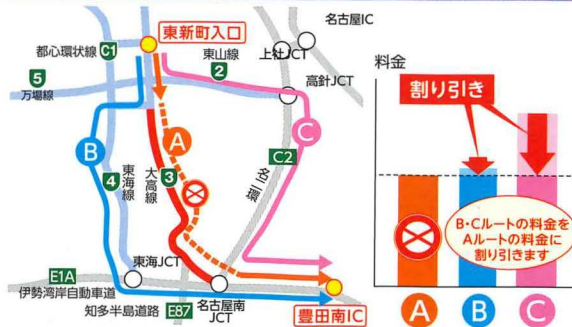 東新町入口
名古屋IC
都心環状線
C1
上社JCT
2
東山線
5
万場線
高針JCT
A
B
C
C2
名二環
4
東海線
大高線
3
東海JCT
E1A
伊勢湾岸自動車道
知多半島道路
E87
名古屋南
JCT
豊田南IC
料金
割り引き
B・Cルートの料金を
Aルートの料金に
割り引きます
A
B
C